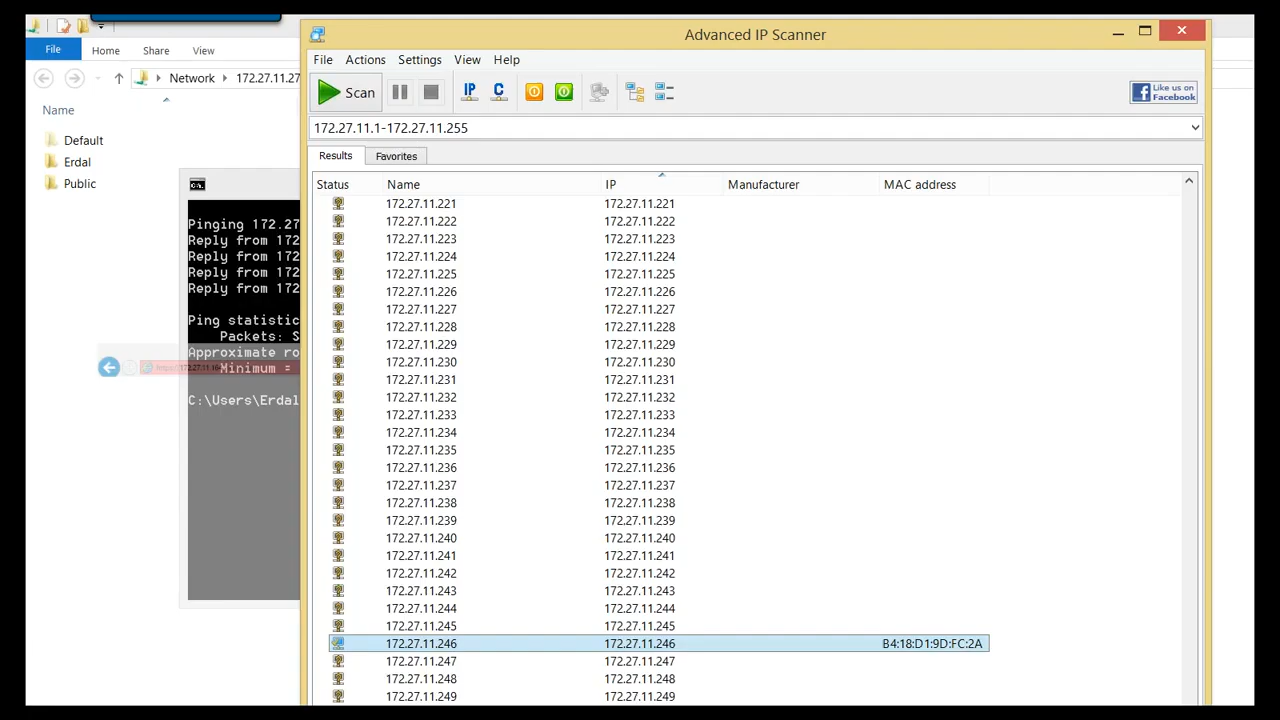 Advanced IP Scanner
File Home Share View
Network 172.27.11.27
Name
Default
Erdal
Public
Pinging 172.27
Reply from 172
Reply from 172
Reply from 172
Reply from 172
Ping statistic
Packets: S
Approximate ro
Minimum =
C:\Users\Erdal
File Actions Settings View Help
Scan IP C Like us on
Facebook
172.27.11.1-172.27.11.255
Results Favorites
Status Name IP Manufacturer MAC address
172.27.11.221 172.27.11.221
172.27.11.222 172.27.11.222
172.27.11.223 172.27.11.223
172.27.11.224 172.27.11.224
172.27.11.225 172.27.11.225
172.27.11.226 172.27.11.226
172.27.11.227 172.27.11.227
172.27.11.228 172.27.11.228
172.27.11.229 172.27.11.229
172.27.11.230 172.27.11.230
172.27.11.231 172.27.11.231
172.27.11.232 172.27.11.232
172.27.11.233 172.27.11.233
172.27.11.234 172.27.11.234
172.27.11.235 172.27.11.235
172.27.11.236 172.27.11.236
172.27.11.237 172.27.11.237
172.27.11.238 172.27.11.238
172.27.11.239 172.27.11.239
172.27.11.240 172.27.11.240
172.27.11.241 172.27.11.241
172.27.11.242 172.27.11.242
172.27.11.243 172.27.11.243
172.27.11.244 172.27.11.244
172.27.11.245 172.27.11.245
172.27.11.246 172.27.11.246 B4:18:D1:9D:FC:2A
172.27.11.247 172.27.11.247
172.27.11.248 172.27.11.248
172.27.11.249 172.27.11.249